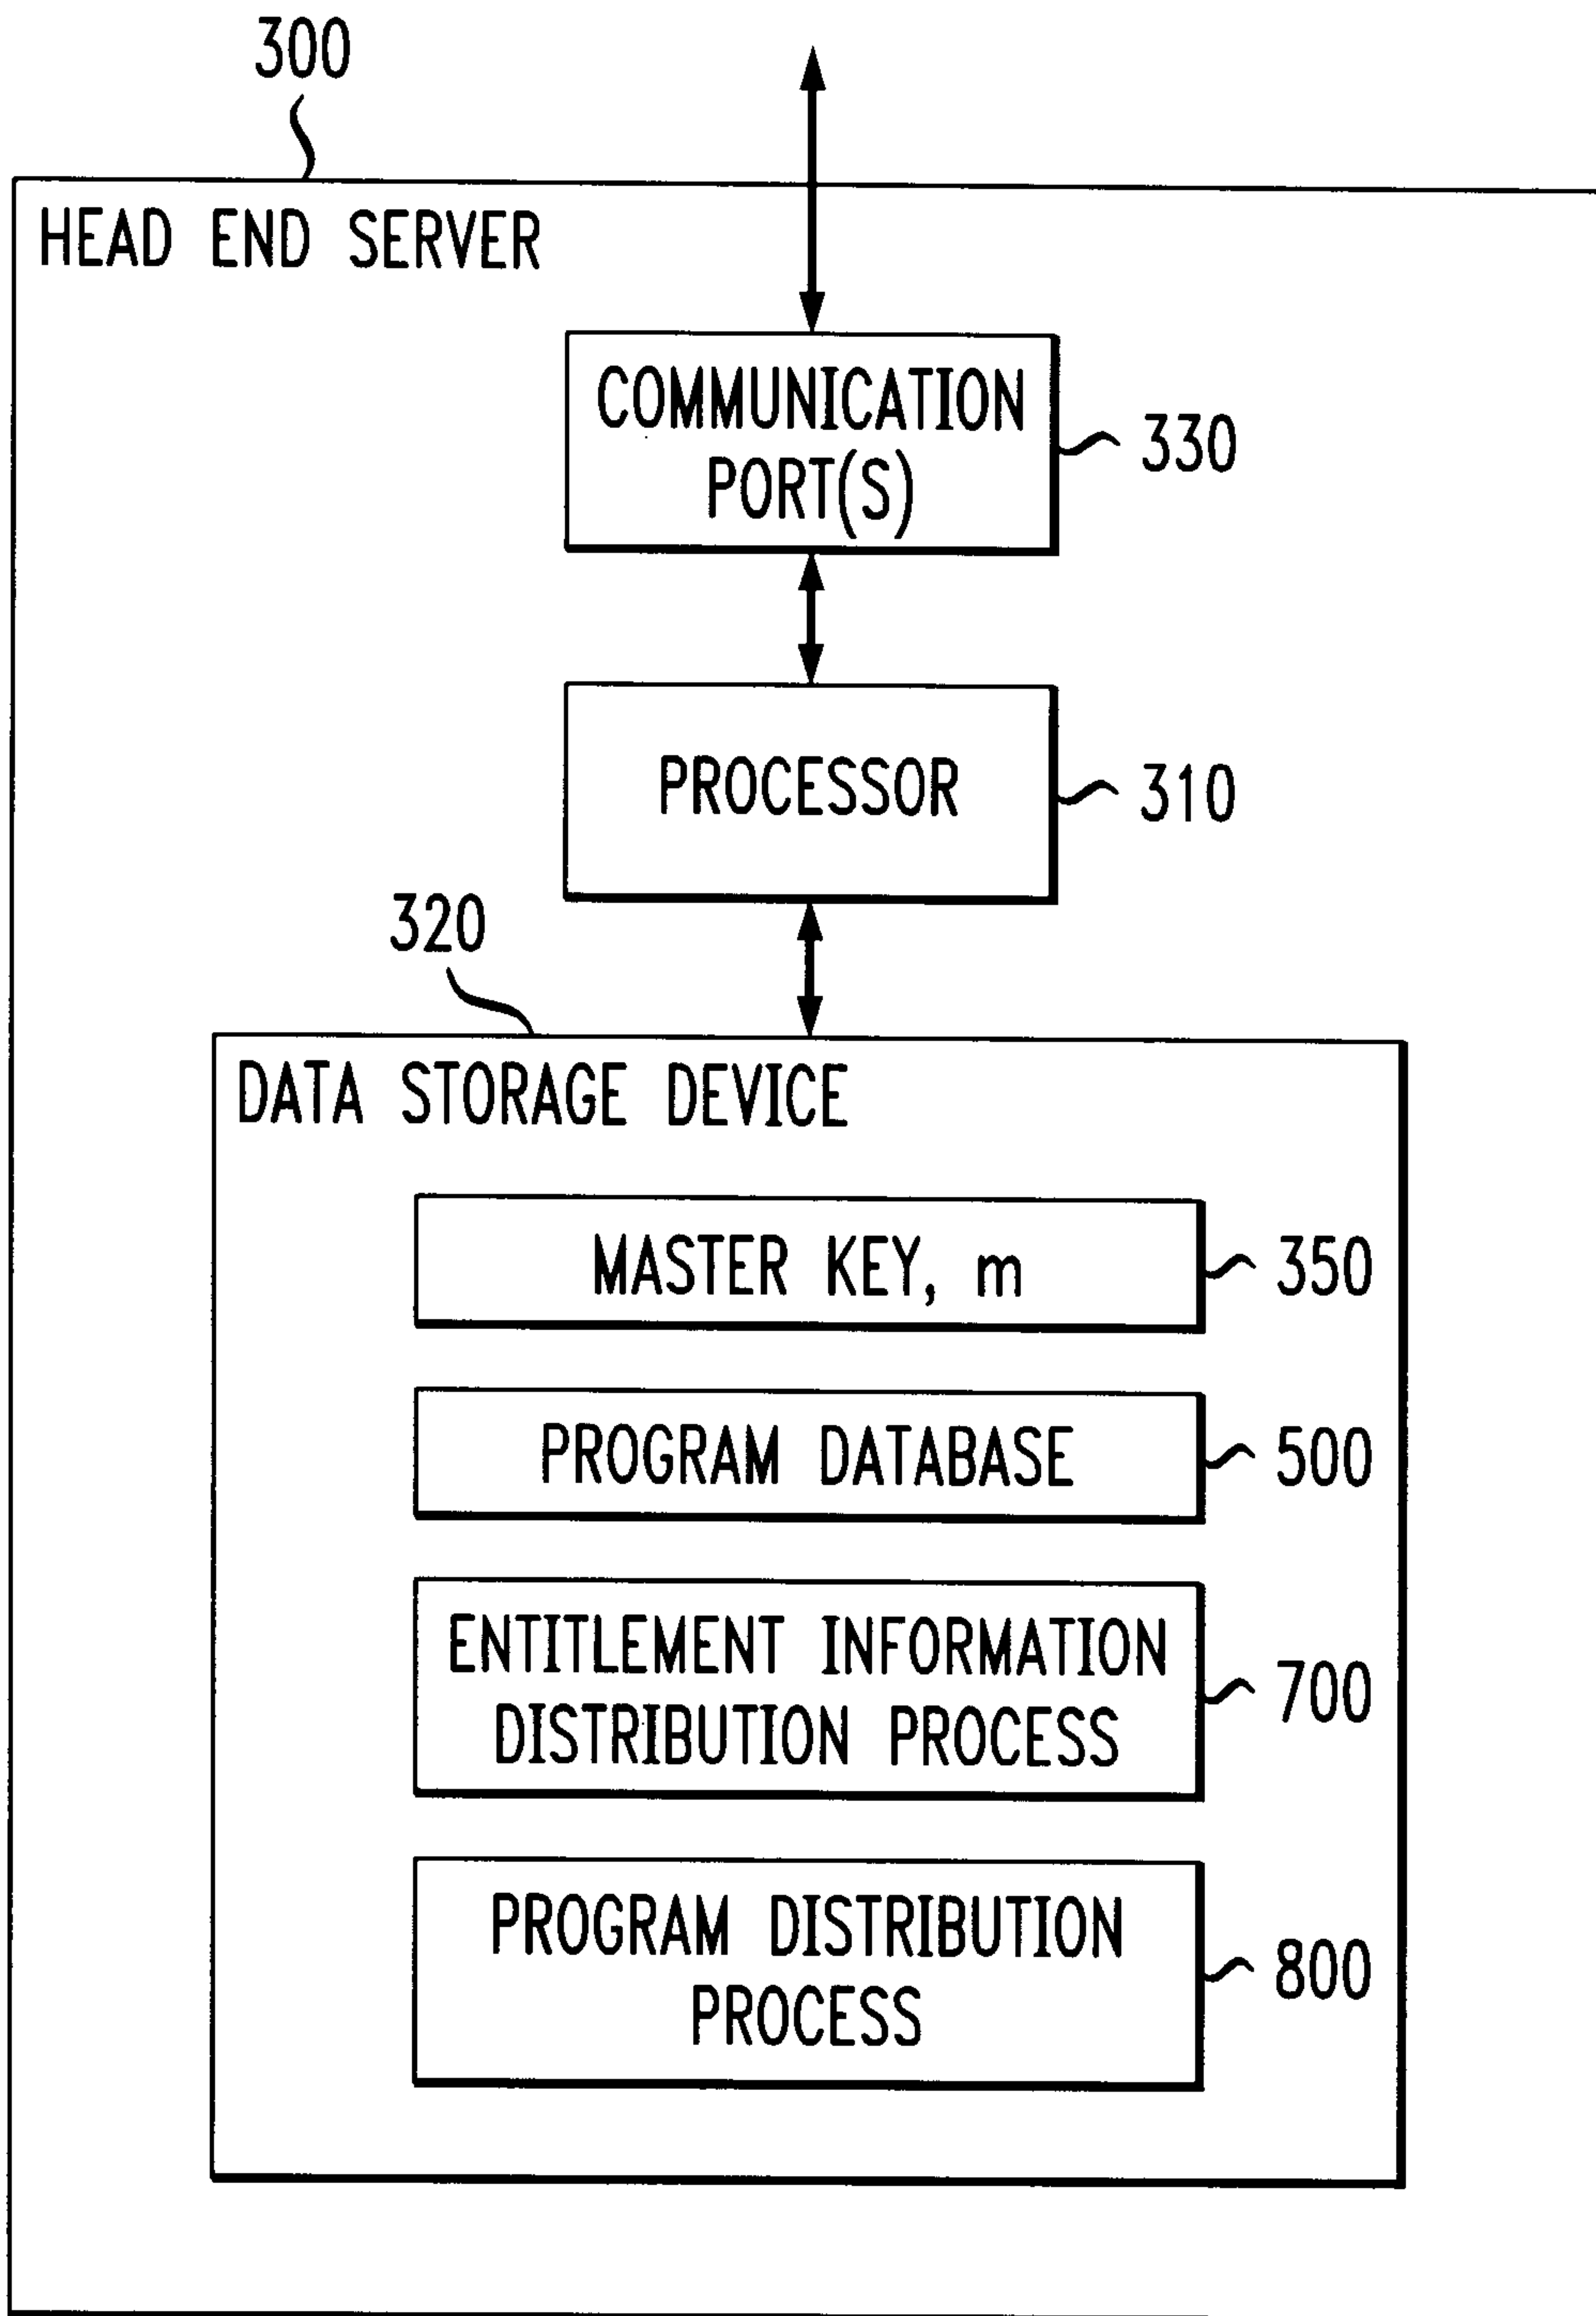 300
HEAD END SERVER
COMMUNICATION
PORT(S)
330
PROCESSOR
310
320
DATA STORAGE DEVICE
MASTER KEY, m
350
PROGRAM DATABASE
500
ENTITLEMENT INFORMATION
DISTRIBUTION PROCESS
700
PROGRAM DISTRIBUTION
PROCESS
800